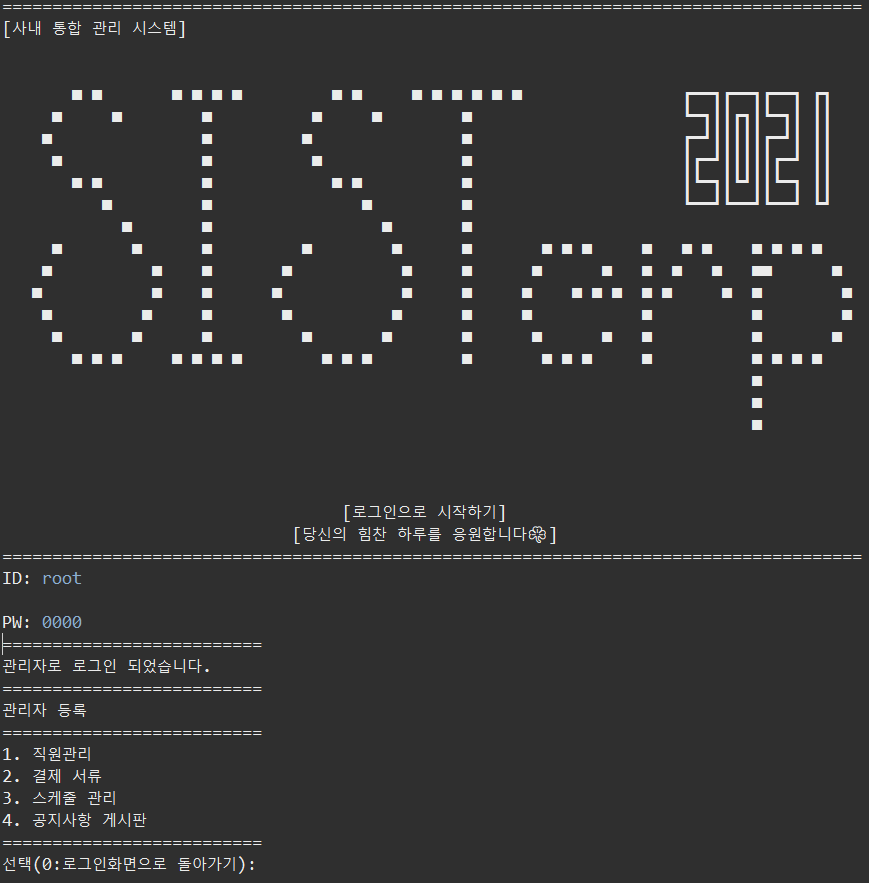 ======================================================================================
[사내 통합 관리 시스템]
SIST erp 2021
[로그인으로 시작하기]
[당신의 힘찬 하루를 응원합니다🍀]
======================================================================================
ID: root
PW: 0000
==========================
관리자로 로그인 되었습니다.
==========================
관리자 등록
==========================
1. 직원관리
2. 결제 서류
3. 스케줄 관리
4. 공지사항 게시판
==========================
선택(0:로그인화면으로 돌아가기):